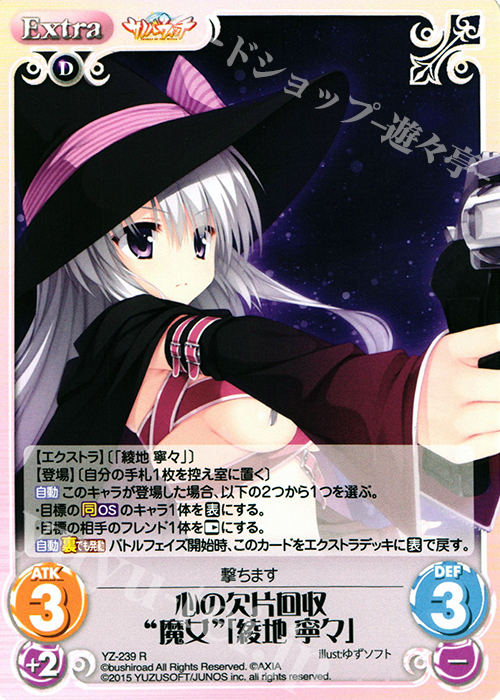 Extra
サノバウィッチ
D
-ドショップ-遊々亭-
【エクストラ】〔「綾地 寧々」〕
【登場】〔自分の手札1枚を控え室に置く〕
自動 このキャラが登場した場合、以下の2つから1つを選ぶ。
・目標の同OSのキャラ1体を表にする。
・目標の相手のフレンド1体を□にする。
自動 裏でも発動 バトルフェイズ開始時、このカードをエクストラデッキに表で戻す。
ATK
3
+2
DEF
3
−
撃ちます
心の欠片回収
“魔女”「綾地 寧々」
YZ-239 R
illust:ゆずソフト
©bushiroad All Rights Reserved. ©AXIA
©2015 YUZUSOFT/JUNOS inc. all rights reserved